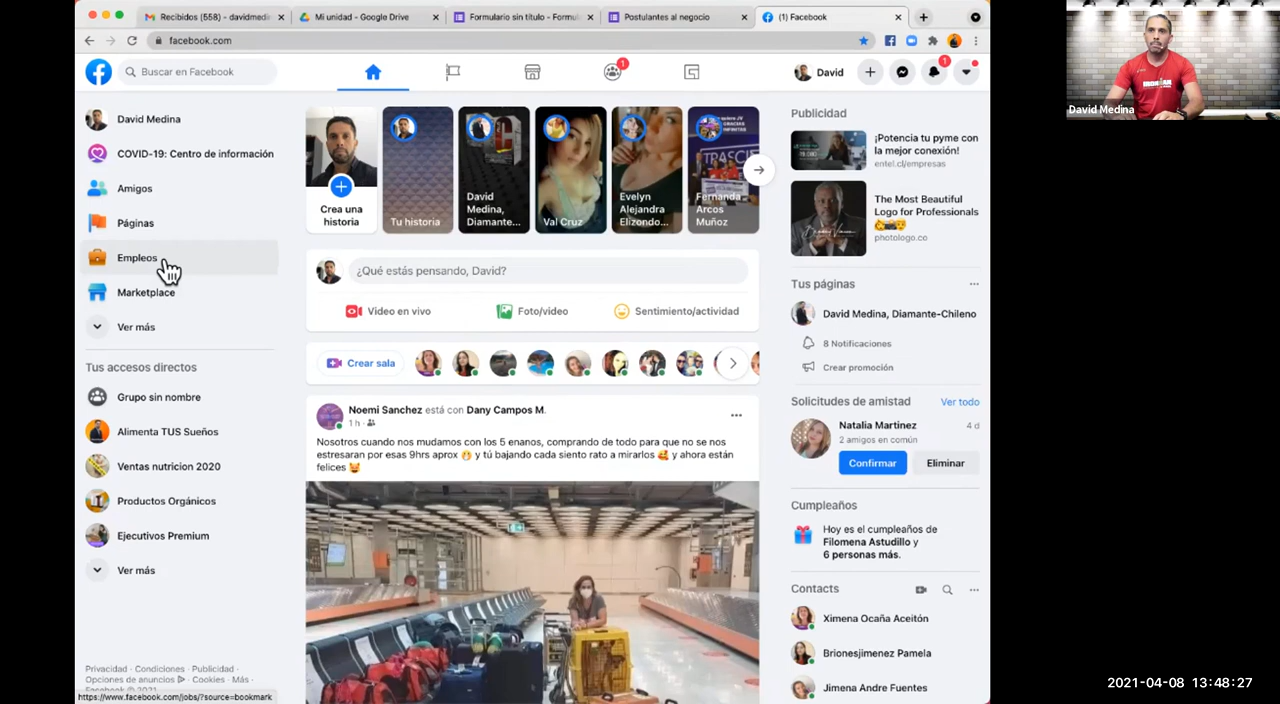 Recibidos (558) - davidmedi
Mi unidad - Google Drive
Formulario sin título - Formul
Postulantes al negocio
(1) Facebook
facebook.com
Buscar en Facebook
1
David
1
David Medina
COVID-19: Centro de información
Amigos
Páginas
Empleos
Marketplace
Ver más
Tus accesos directos
Grupo sin nombre
Alimenta TUS Sueños
Ventas nutricion 2020
Productos Orgánicos
Ejecutivos Premium
Ver más
Privacidad · Condiciones · Publicidad ·
Opciones de anuncios · Cookies · Más ·
Facebook © 2021
https://www.facebook.com/jobs/?source=bookmark
Crea una
historia
Tu historia
David
Medina,
Diamante...
Val Cruz
Evelyn
Alejandra
Elizondo...
GRACIAS
TRASCIE
Fernanda
Arcos
Muñoz
¿Qué estás pensando, David?
Video en vivo
Foto/video
Sentimiento/actividad
Crear sala
Noemi Sanchez está con Dany Campos M.
1 h ·
Nosotros cuando nos mudamos con los 5 enanos, comprando de todo para que no se nos
estresaran por esas 9hrs aprox 🤭 y tú bajando cada siento rato a mirarlos 🥰 y ahora están
felices 😸
Publicidad
¡Potencia tu pyme con
la mejor conexión!
entel.cl/empresas
The Most Beautiful
Logo for Professionals
photologo.co
Tus páginas
David Medina, Diamante-Chileno
8 Notificaciones
Crear promoción
Solicitudes de amistad
Ver todo
Natalia Martinez
4 d
2 amigos en común
Confirmar
Eliminar
Cumpleaños
Hoy es el cumpleaños de
Filomena Astudillo y
6 personas más.
Contacts
Ximena Ocaña Aceitón
Brionesjimenez Pamela
Jimena Andre Fuentes
IRONMAN
David Medina
2021-04-08 13:48:27